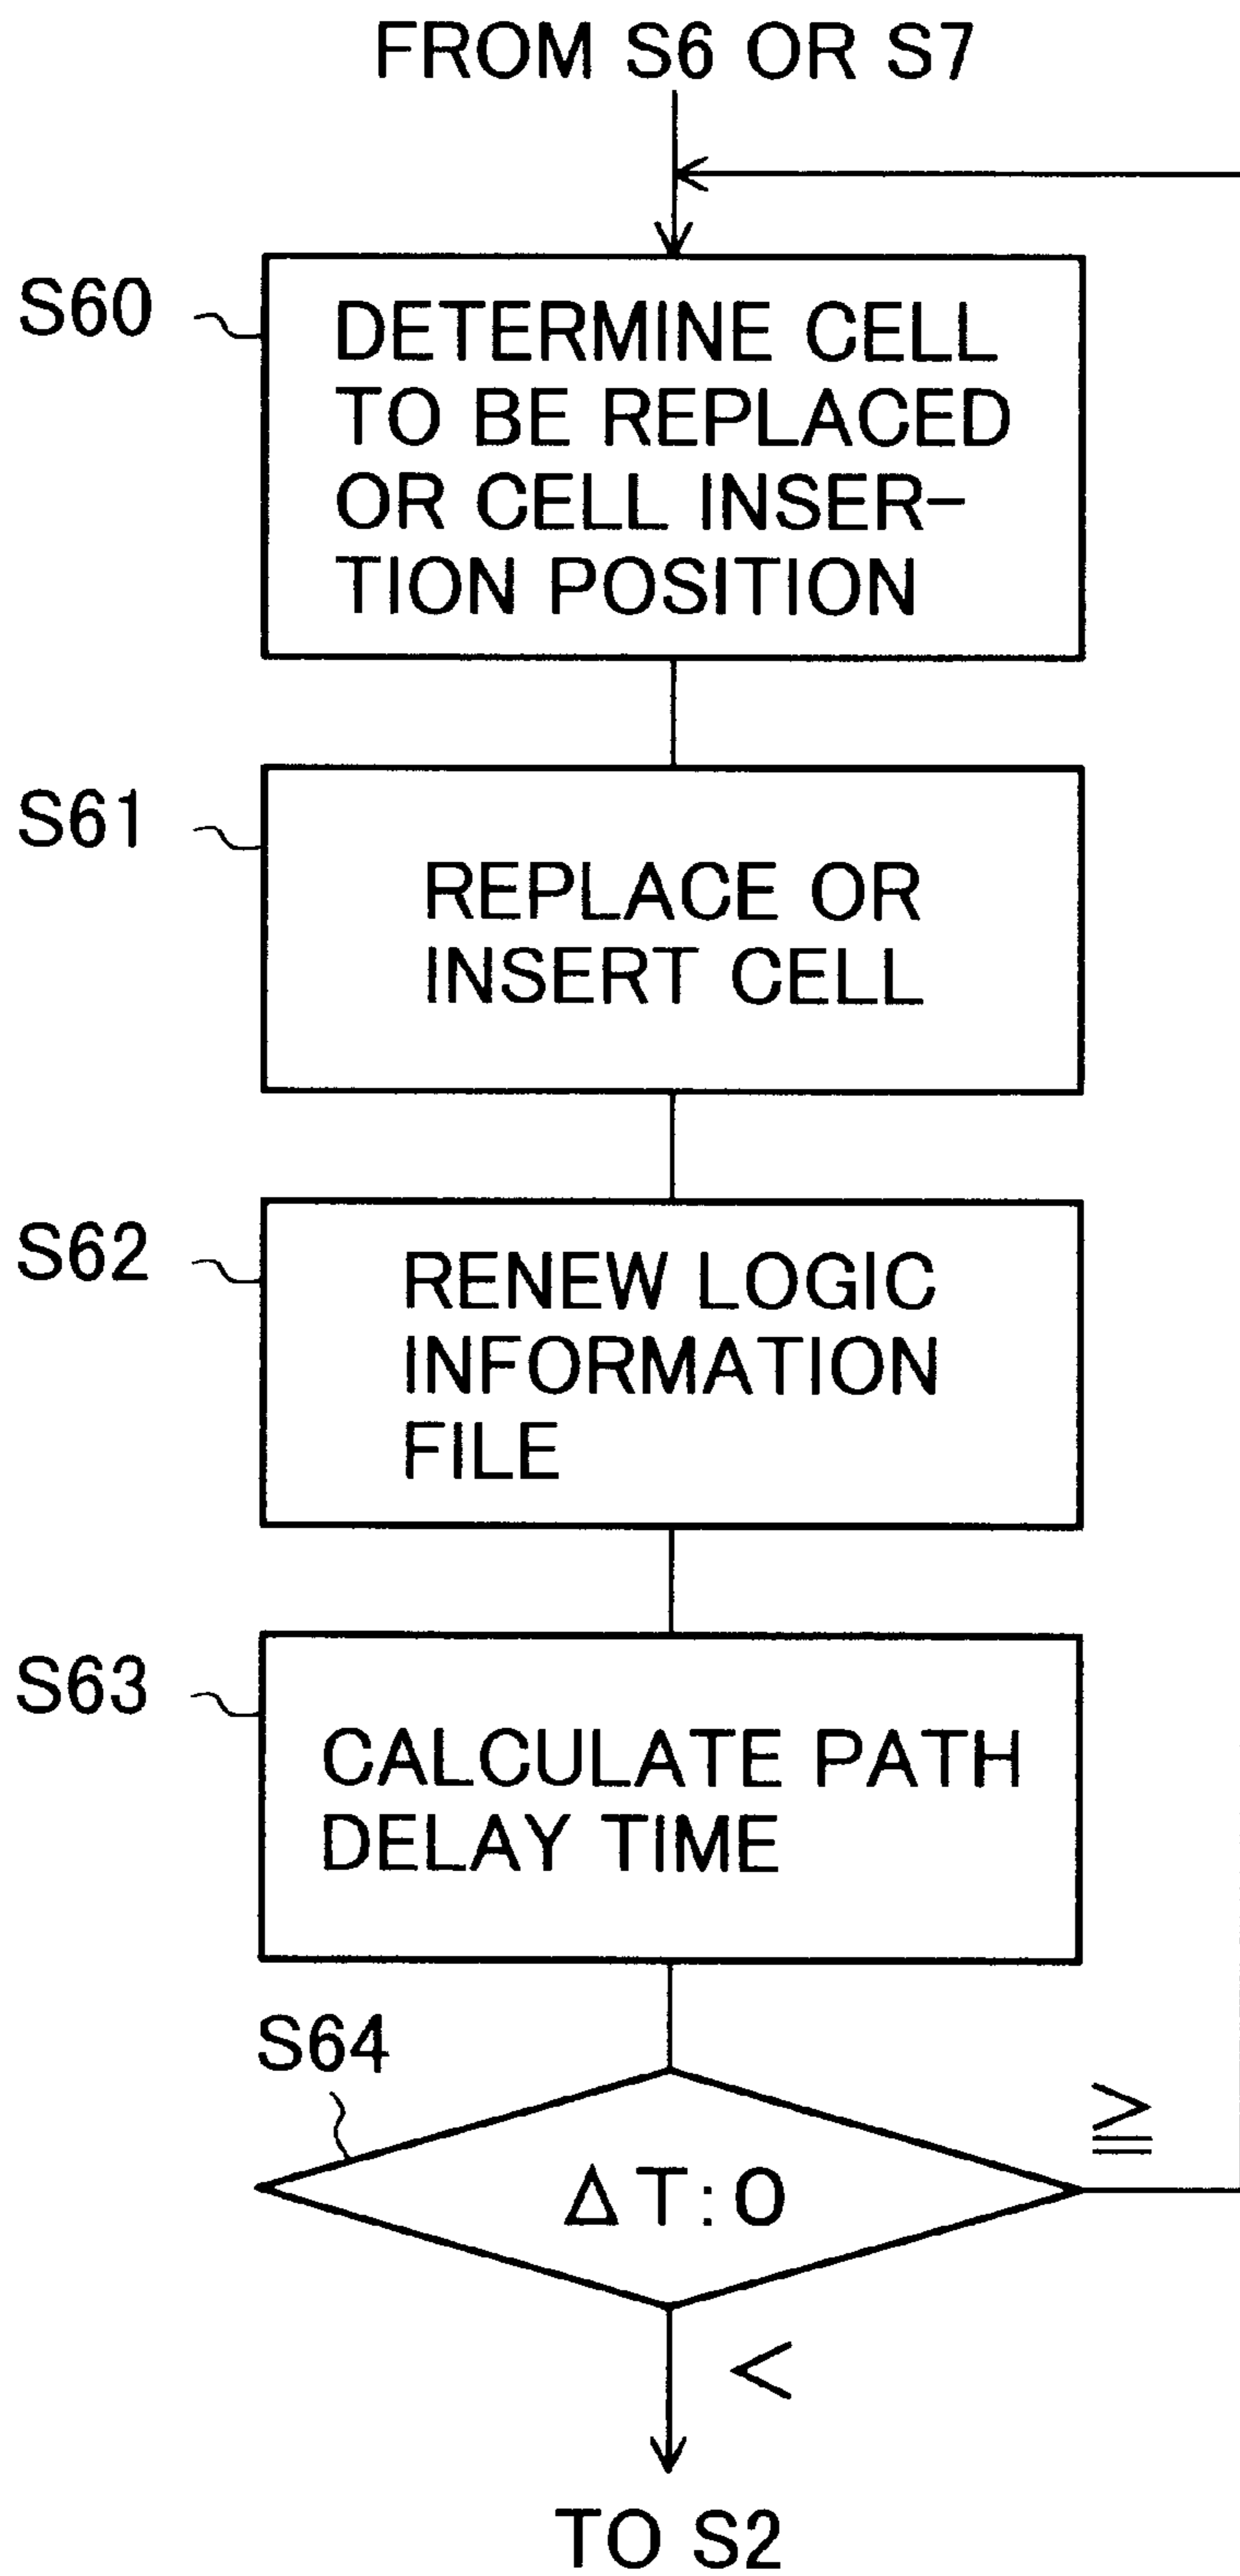 FROM S6 OR S7
S60
DETERMINE CELL
TO BE REPLACED
OR CELL INSER-
TION POSITION
S61
REPLACE OR
INSERT CELL
S62
RENEW LOGIC
INFORMATION
FILE
S63
CALCULATE PATH
DELAY TIME
S64
ΔT:0
≧
<
TO S2